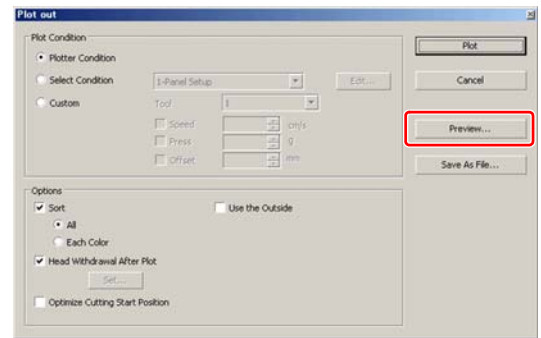 Plot out
Plot Condition
Plotter Condition
Select Condition 1-Panel Setup Edit...
Custom Tool 1
Speed cm/s
Press g
Offset mm
Plot
Cancel
Preview...
Save As File...
Options
Sort Use the Outside
All
Each Color
Head Withdrawal After Plot
Set...
Optimize Cutting Start Position